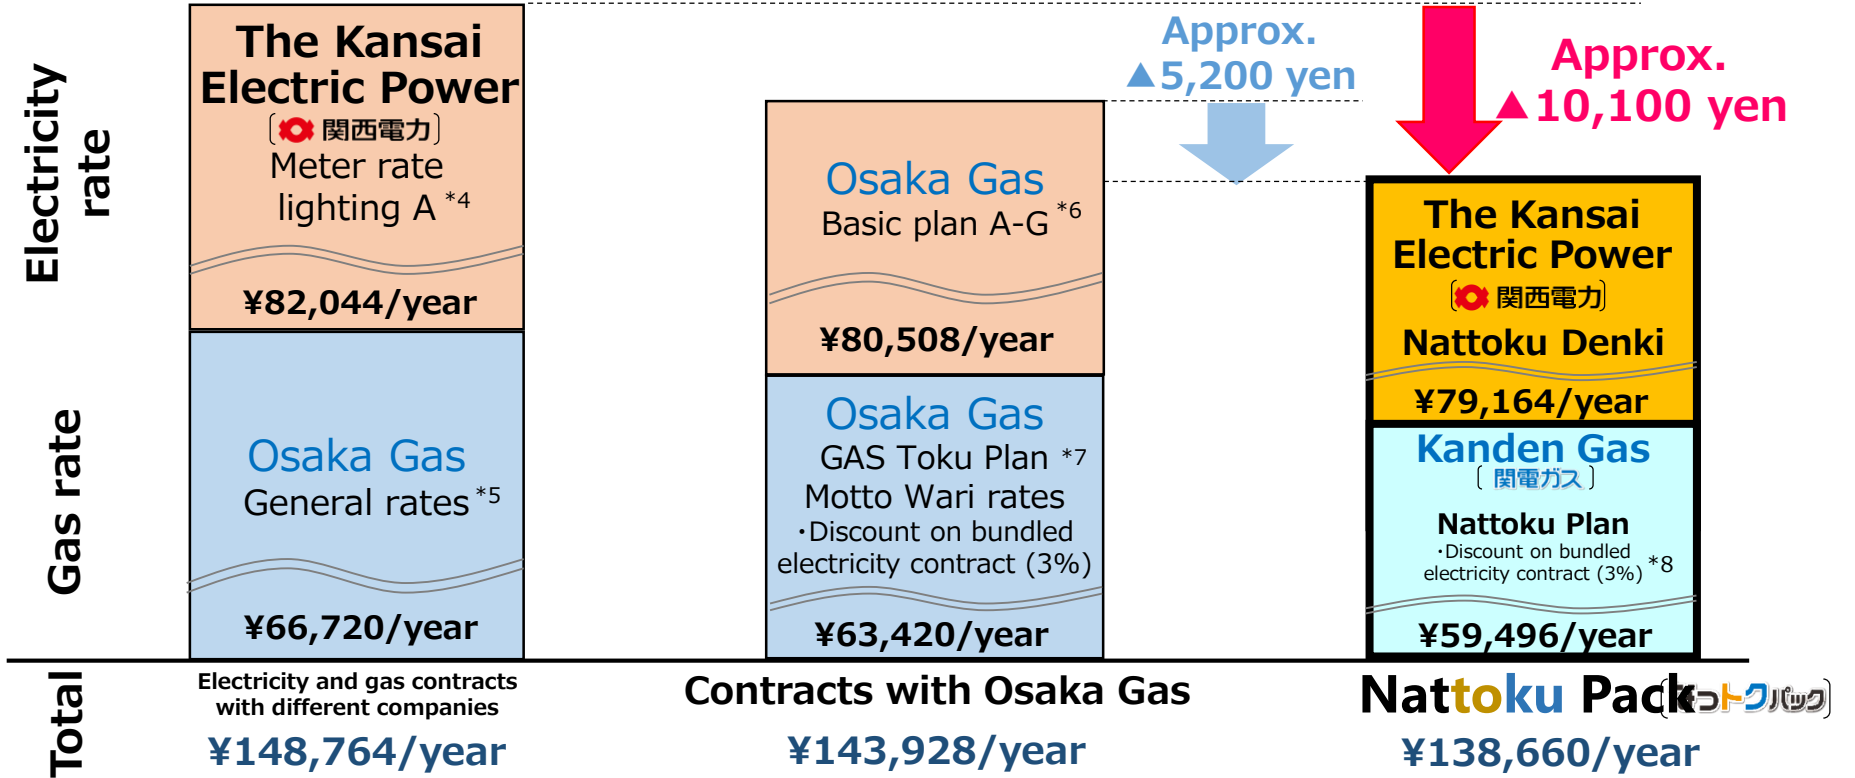 Electricity
rate
Gas rate
Total
The Kansai
Electric Power
関西電力
Meter rate
lighting A *4
¥82,044/year
Osaka Gas
General rates *5
¥66,720/year
Electricity and gas contracts
with different companies
¥148,764/year
Osaka Gas
Basic plan A-G *6
¥80,508/year
Osaka Gas
GAS Toku Plan *7
Motto Wari rates
・Discount on bundled
electricity contract (3%)
¥63,420/year
Contracts with Osaka Gas
¥143,928/year
Approx.
▲5,200 yen
Approx.
▲10,100 yen
The Kansai
Electric Power
関西電力
Nattoku Denki
¥79,164/year
Kanden Gas
関電ガス
Nattoku Plan
・Discount on bundled
electricity contract (3%) *8
¥59,496/year
Nattoku Pack
っトクパック
¥138,660/year